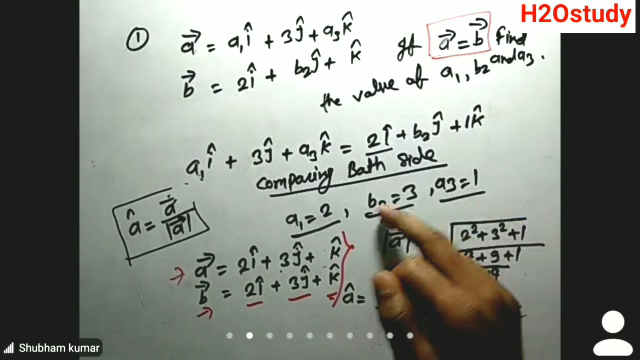 H2Ostudy
① a⃗ = a₁î + 3ĵ + a₃k̂
b⃗ = 2î + b₂ĵ + k̂
If a⃗ = b⃗ find
the value of a₁, b₂ and a₃.
a₁î + 3ĵ + a₃k̂ = 2î + b₂ĵ + 1k̂
Comparing Both side
a₁ = 2, b₂ = 3, a₃ = 1
â = a⃗/|a⃗|
→ a⃗ = 2î + 3ĵ + k̂
→ b⃗ = 2î + 3ĵ + k̂
|a⃗|
2² + 3² + 1
+ 9 + 1
â =
Shubham kumar